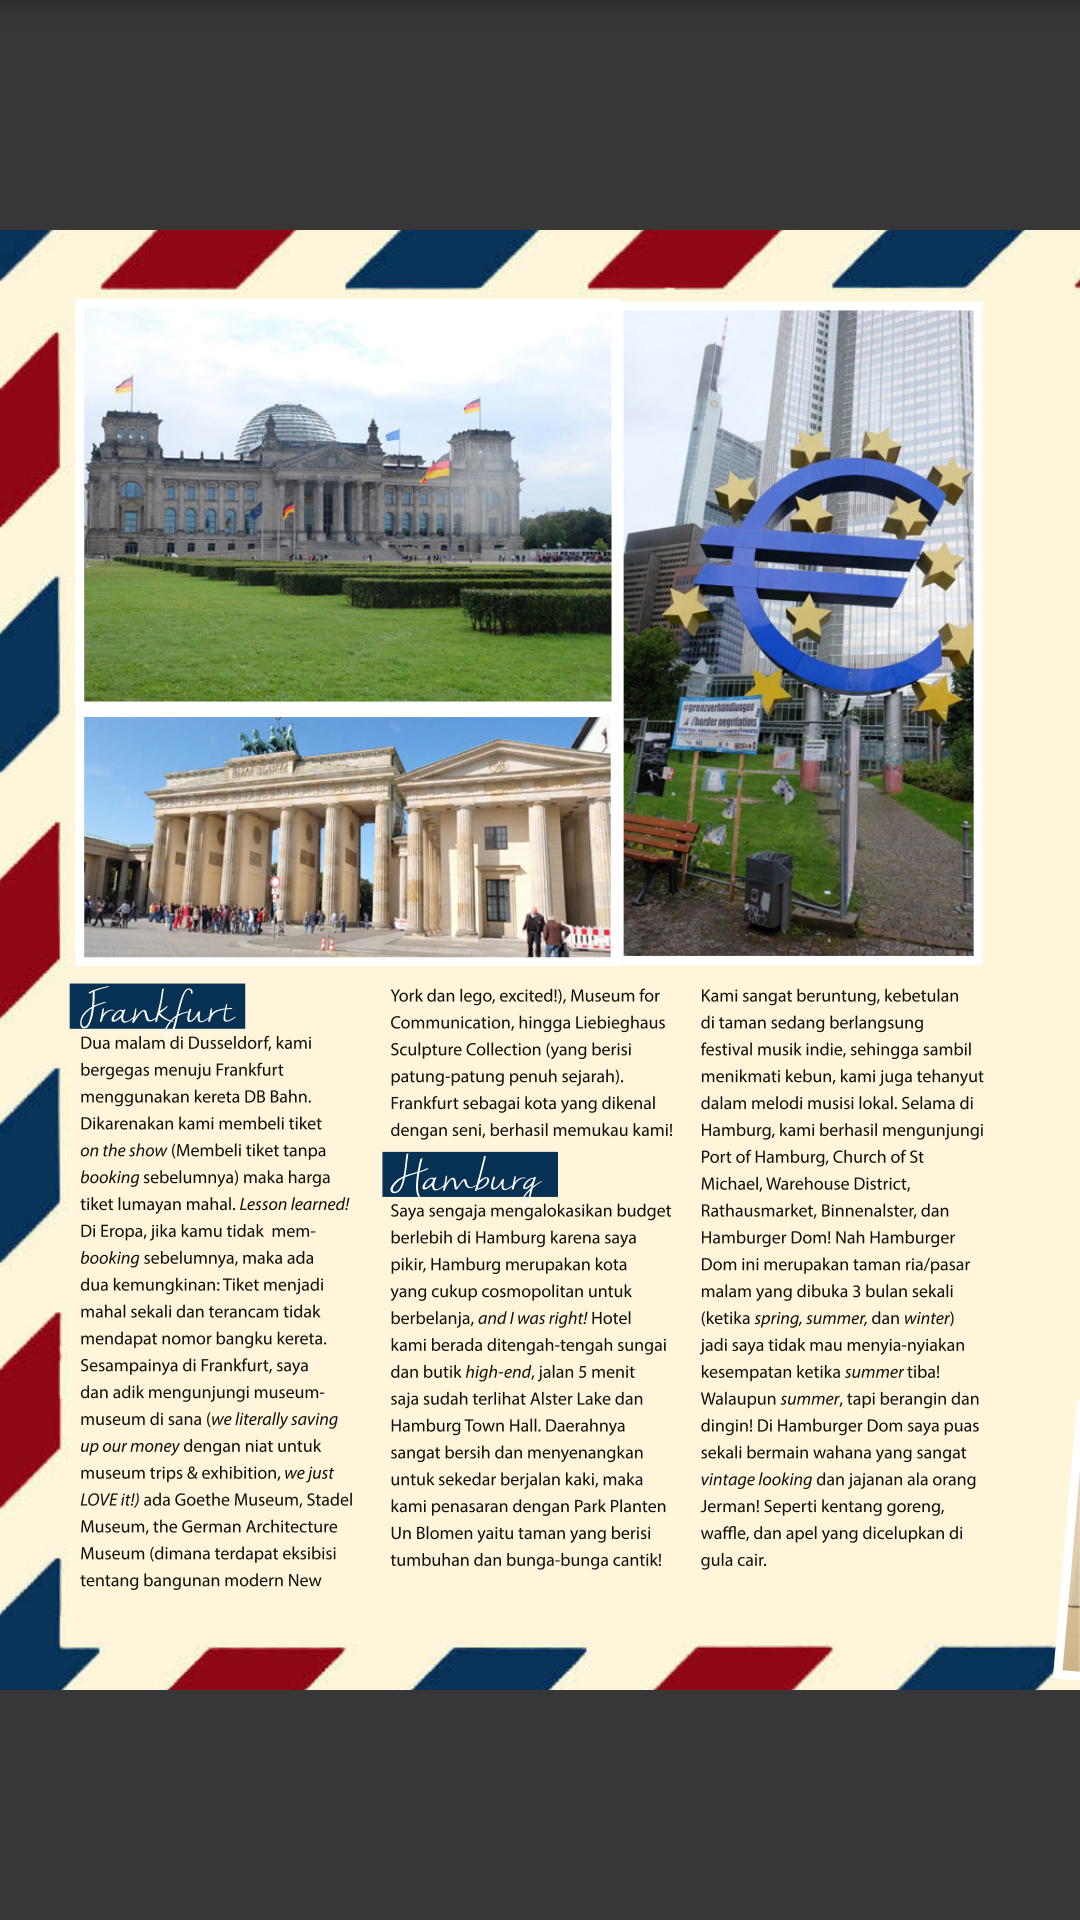 #grenzverhandlungen
/border negotiations
Frankfurt
Dua malam di Dusseldorf, kami
bergegas menuju Frankfurt
menggunakan kereta DB Bahn.
Dikarenakan kami membeli tiket
on the show (Membeli tiket tanpa
booking sebelumnya) maka harga
tiket lumayan mahal. Lesson learned!
Di Eropa, jika kamu tidak  mem-
booking sebelumnya, maka ada
dua kemungkinan: Tiket menjadi
mahal sekali dan terancam tidak
mendapat nomor bangku kereta.
Sesampainya di Frankfurt, saya
dan adik mengunjungi museum-
museum di sana (we literally saving
up our money dengan niat untuk
museum trips & exhibition, we just
LOVE it!) ada Goethe Museum, Stadel
Museum, the German Architecture
Museum (dimana terdapat eksibisi
tentang bangunan modern New
York dan lego, excited!), Museum for
Communication, hingga Liebieghaus
Sculpture Collection (yang berisi
patung-patung penuh sejarah).
Frankfurt sebagai kota yang dikenal
dengan seni, berhasil memukau kami!
Hamburg
Saya sengaja mengalokasikan budget
berlebih di Hamburg karena saya
pikir, Hamburg merupakan kota
yang cukup cosmopolitan untuk
berbelanja, and I was right! Hotel
kami berada ditengah-tengah sungai
dan butik high-end, jalan 5 menit
saja sudah terlihat Alster Lake dan
Hamburg Town Hall. Daerahnya
sangat bersih dan menyenangkan
untuk sekedar berjalan kaki, maka
kami penasaran dengan Park Planten
Un Blomen yaitu taman yang berisi
tumbuhan dan bunga-bunga cantik!
Kami sangat beruntung, kebetulan
di taman sedang berlangsung
festival musik indie, sehingga sambil
menikmati kebun, kami juga tehanyut
dalam melodi musisi lokal. Selama di
Hamburg, kami berhasil mengunjungi
Port of Hamburg, Church of St
Michael, Warehouse District,
Rathausmarket, Binnenalster, dan
Hamburger Dom! Nah Hamburger
Dom ini merupakan taman ria/pasar
malam yang dibuka 3 bulan sekali
(ketika spring, summer, dan winter)
jadi saya tidak mau menyia-nyiakan
kesempatan ketika summer tiba!
Walaupun summer, tapi berangin dan
dingin! Di Hamburger Dom saya puas
sekali bermain wahana yang sangat
vintage looking dan jajanan ala orang
Jerman! Seperti kentang goreng,
waffle, dan apel yang dicelupkan di
gula cair.